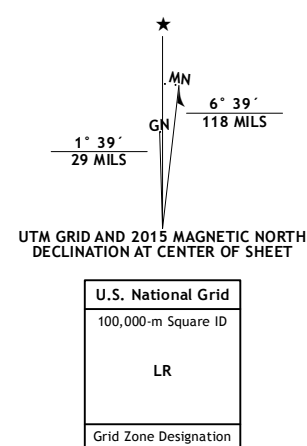 ★
MN
GN
6° 39´
118 MILS
1° 39´
29 MILS
UTM GRID AND 2015 MAGNETIC NORTH
DECLINATION AT CENTER OF SHEET
U.S. National Grid
100,000-m Square ID
LR
Grid Zone Designation